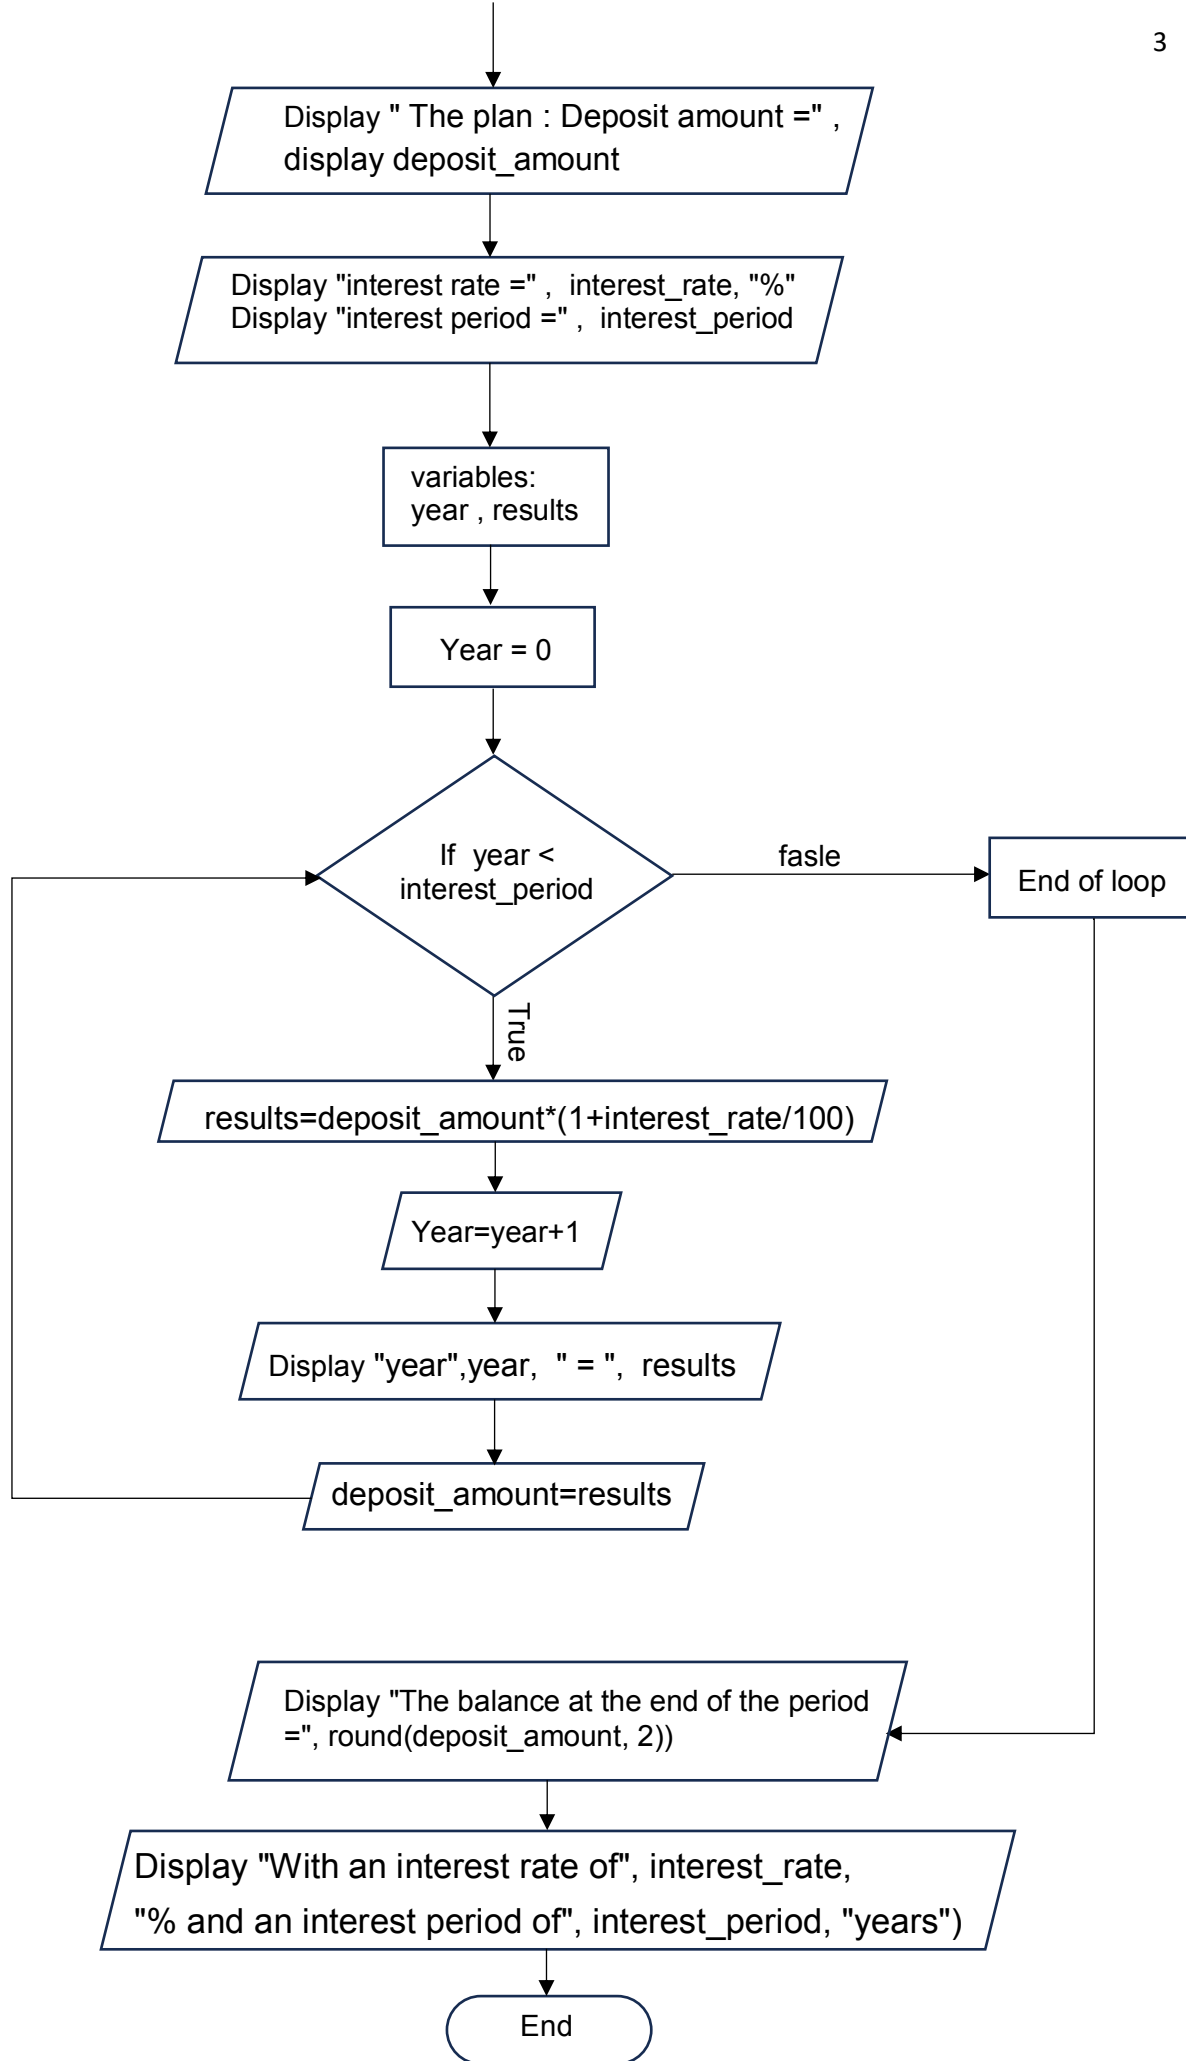 3
Display " The plan : Deposit amount =" ,
display deposit_amount
Display "interest rate =" , interest_rate, "%"
Display "interest period =" , interest_period
variables:
year , results
Year = 0
If year <
interest_period
fasle
End of loop
True
results=deposit_amount*(1+interest_rate/100)
Year=year+1
Display "year",year, " = ", results
deposit_amount=results
Display "The balance at the end of the period
=", round(deposit_amount, 2))
Display "With an interest rate of", interest_rate,
"% and an interest period of", interest_period, "years")
End